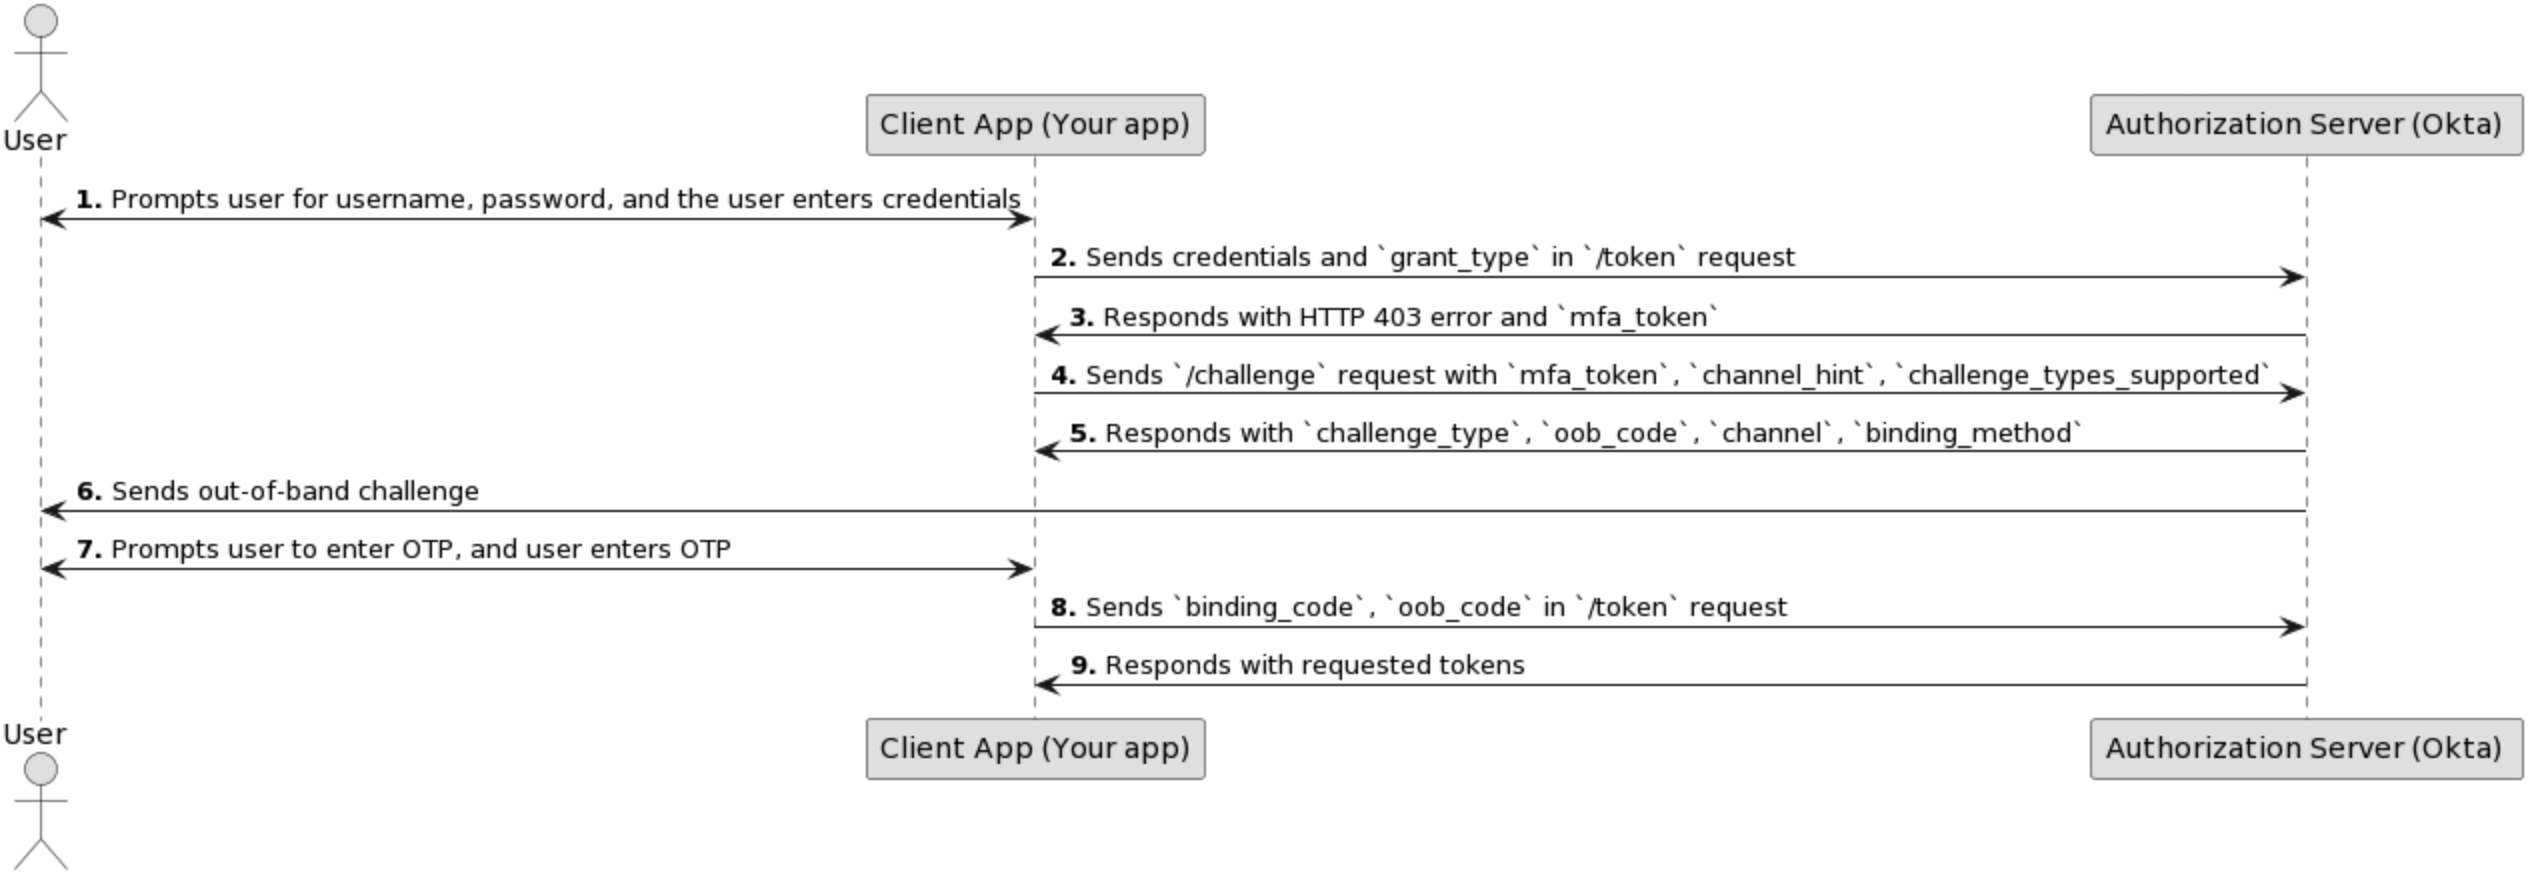 User
Client App (Your app)
Authorization Server (Okta)
1. Prompts user for username, password, and the user enters credentials
2. Sends credentials and `grant_type` in `/token` request
3. Responds with HTTP 403 error and `mfa_token`
4. Sends `/challenge` request with `mfa_token`, `channel_hint`, `challenge_types_supported`
5. Responds with `challenge_type`, `oob_code`, `channel`, `binding_method`
6. Sends out-of-band challenge
7. Prompts user to enter OTP, and user enters OTP
8. Sends `binding_code`, `oob_code` in `/token` request
9. Responds with requested tokens
User
Client App (Your app)
Authorization Server (Okta)